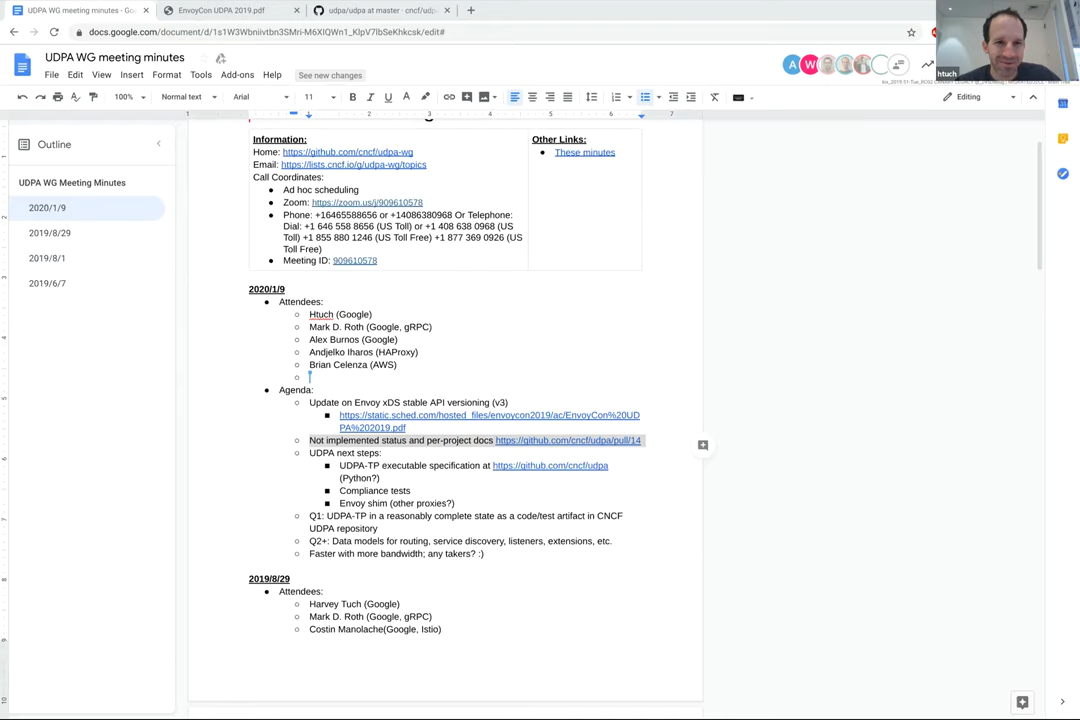 UDPA WG meeting minutes - Goo
EnvoyCon UDPA 2019.pdf
udpa/udpa at master · cncf/udp
docs.google.com/document/d/1s1W3Wbniivtbn3SMri-M6XIQWn1_KlpV7lbSeKhkcsk/edit#
UDPA WG meeting minutes
File Edit View Insert Format Tools Add-ons Help See new changes
A W
htuch
100% Normal text Arial 11 B I U A Editing
1 1 2 3 4 5 6 7
Outline
UDPA WG Meeting Minutes
2020/1/9
2019/8/29
2019/8/1
2019/6/7
Information:
Home: https://github.com/cncf/udpa-wg
Email: https://lists.cncf.io/g/udpa-wg/topics
Call Coordinates:
● Ad hoc scheduling
● Zoom: https://zoom.us/j/909610578
● Phone: +16465588656 or +14086380968 Or Telephone:
Dial: +1 646 558 8656 (US Toll) or +1 408 638 0968 (US
Toll) +1 855 880 1246 (US Toll Free) +1 877 369 0926 (US
Toll Free)
● Meeting ID: 909610578
Other Links:
● These minutes
2020/1/9
● Attendees:
○ Htuch (Google)
○ Mark D. Roth (Google, gRPC)
○ Alex Burnos (Google)
○ Andjelko Iharos (HAProxy)
○ Brian Celenza (AWS)
○
● Agenda:
○ Update on Envoy xDS stable API versioning (v3)
■ https://static.sched.com/hosted_files/envoycon2019/ac/EnvoyCon%20UD
PA%202019.pdf
○ Not implemented status and per-project docs https://github.com/cncf/udpa/pull/14
○ UDPA next steps:
■ UDPA-TP executable specification at https://github.com/cncf/udpa
(Python?)
■ Compliance tests
■ Envoy shim (other proxies?)
○ Q1: UDPA-TP in a reasonably complete state as a code/test artifact in CNCF
UDPA repository
○ Q2+: Data models for routing, service discovery, listeners, extensions, etc.
○ Faster with more bandwidth; any takers? :)
2019/8/29
● Attendees:
○ Harvey Tuch (Google)
○ Mark D. Roth (Google, gRPC)
○ Costin Manolache(Google, Istio)